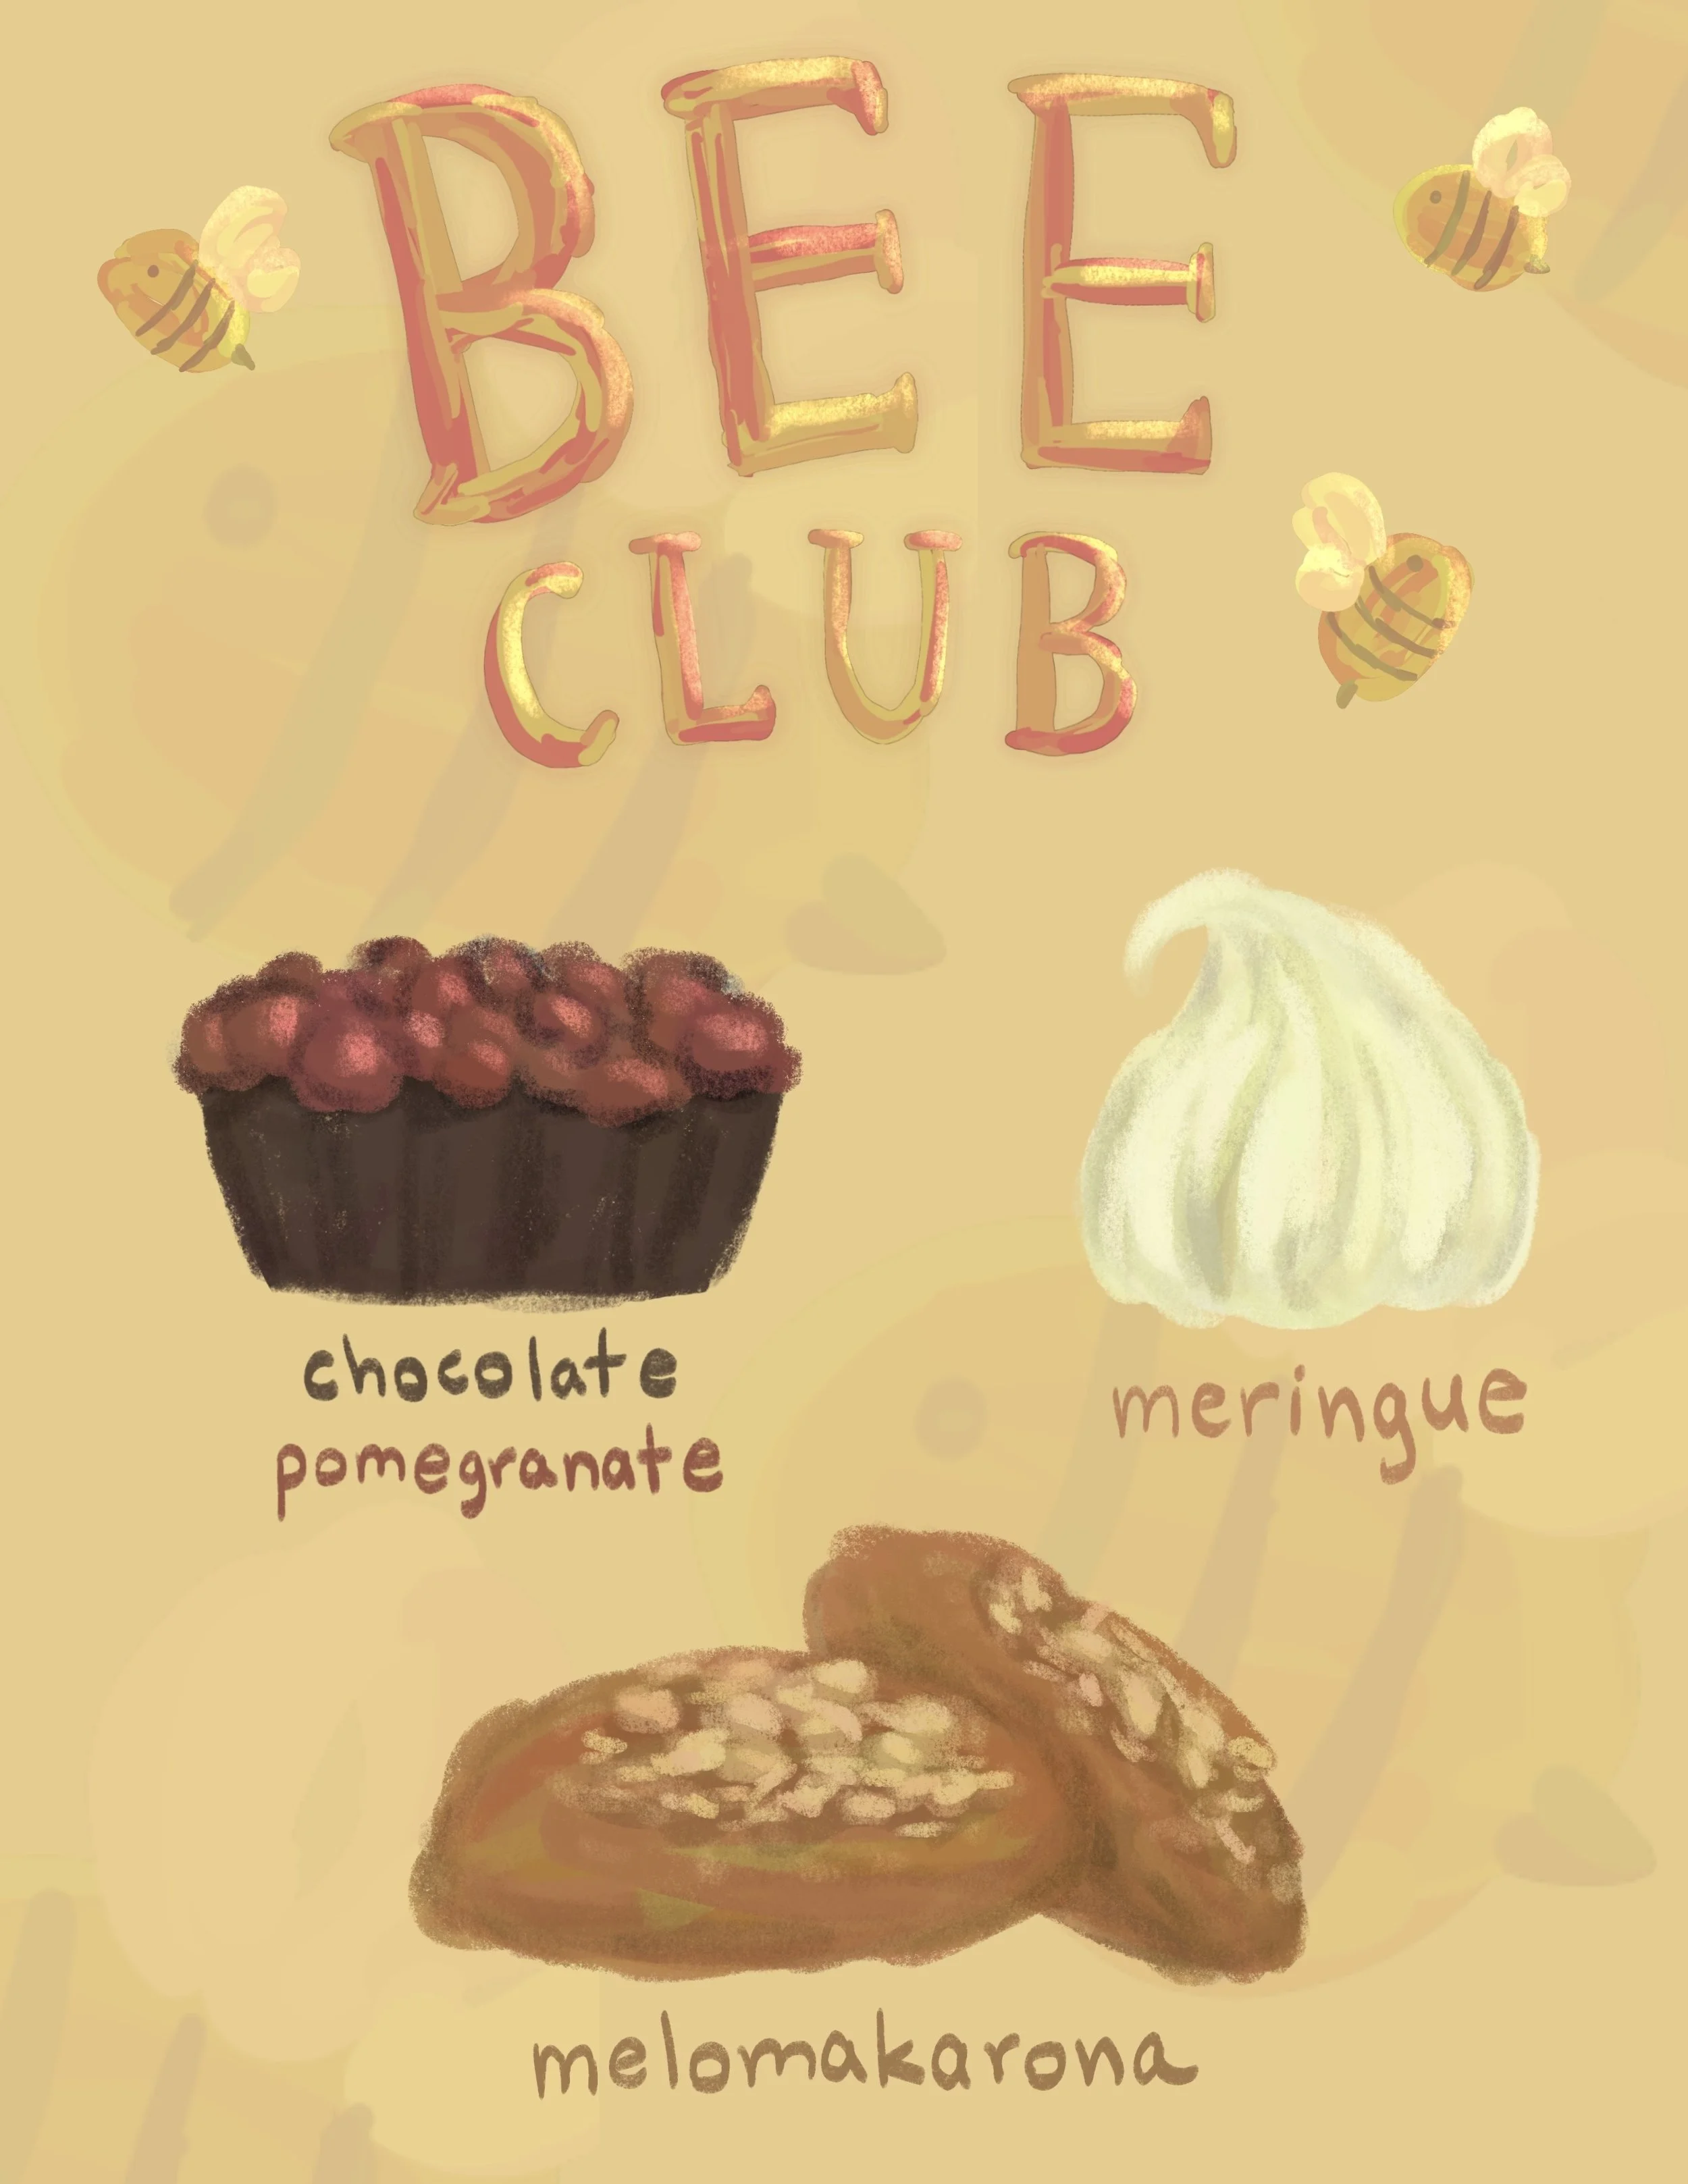 BEE
CLUB
chocolate
pomegranate
meringue
melomakarona